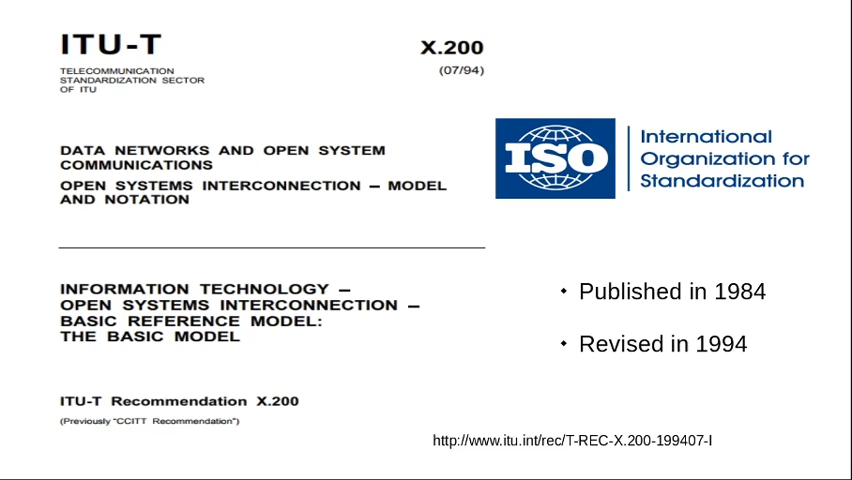 ITU-T
X.200
TELECOMMUNICATION
STANDARDIZATION SECTOR
OF ITU
(07/94)
DATA NETWORKS AND OPEN SYSTEM
COMMUNICATIONS
OPEN SYSTEMS INTERCONNECTION – MODEL
AND NOTATION
ISO
International
Organization for
Standardization
INFORMATION TECHNOLOGY –
OPEN SYSTEMS INTERCONNECTION –
BASIC REFERENCE MODEL:
THE BASIC MODEL
ITU-T Recommendation X.200
(Previously “CCITT Recommendation”)
Published in 1984
Revised in 1994
http://www.itu.int/rec/T-REC-X.200-199407-I